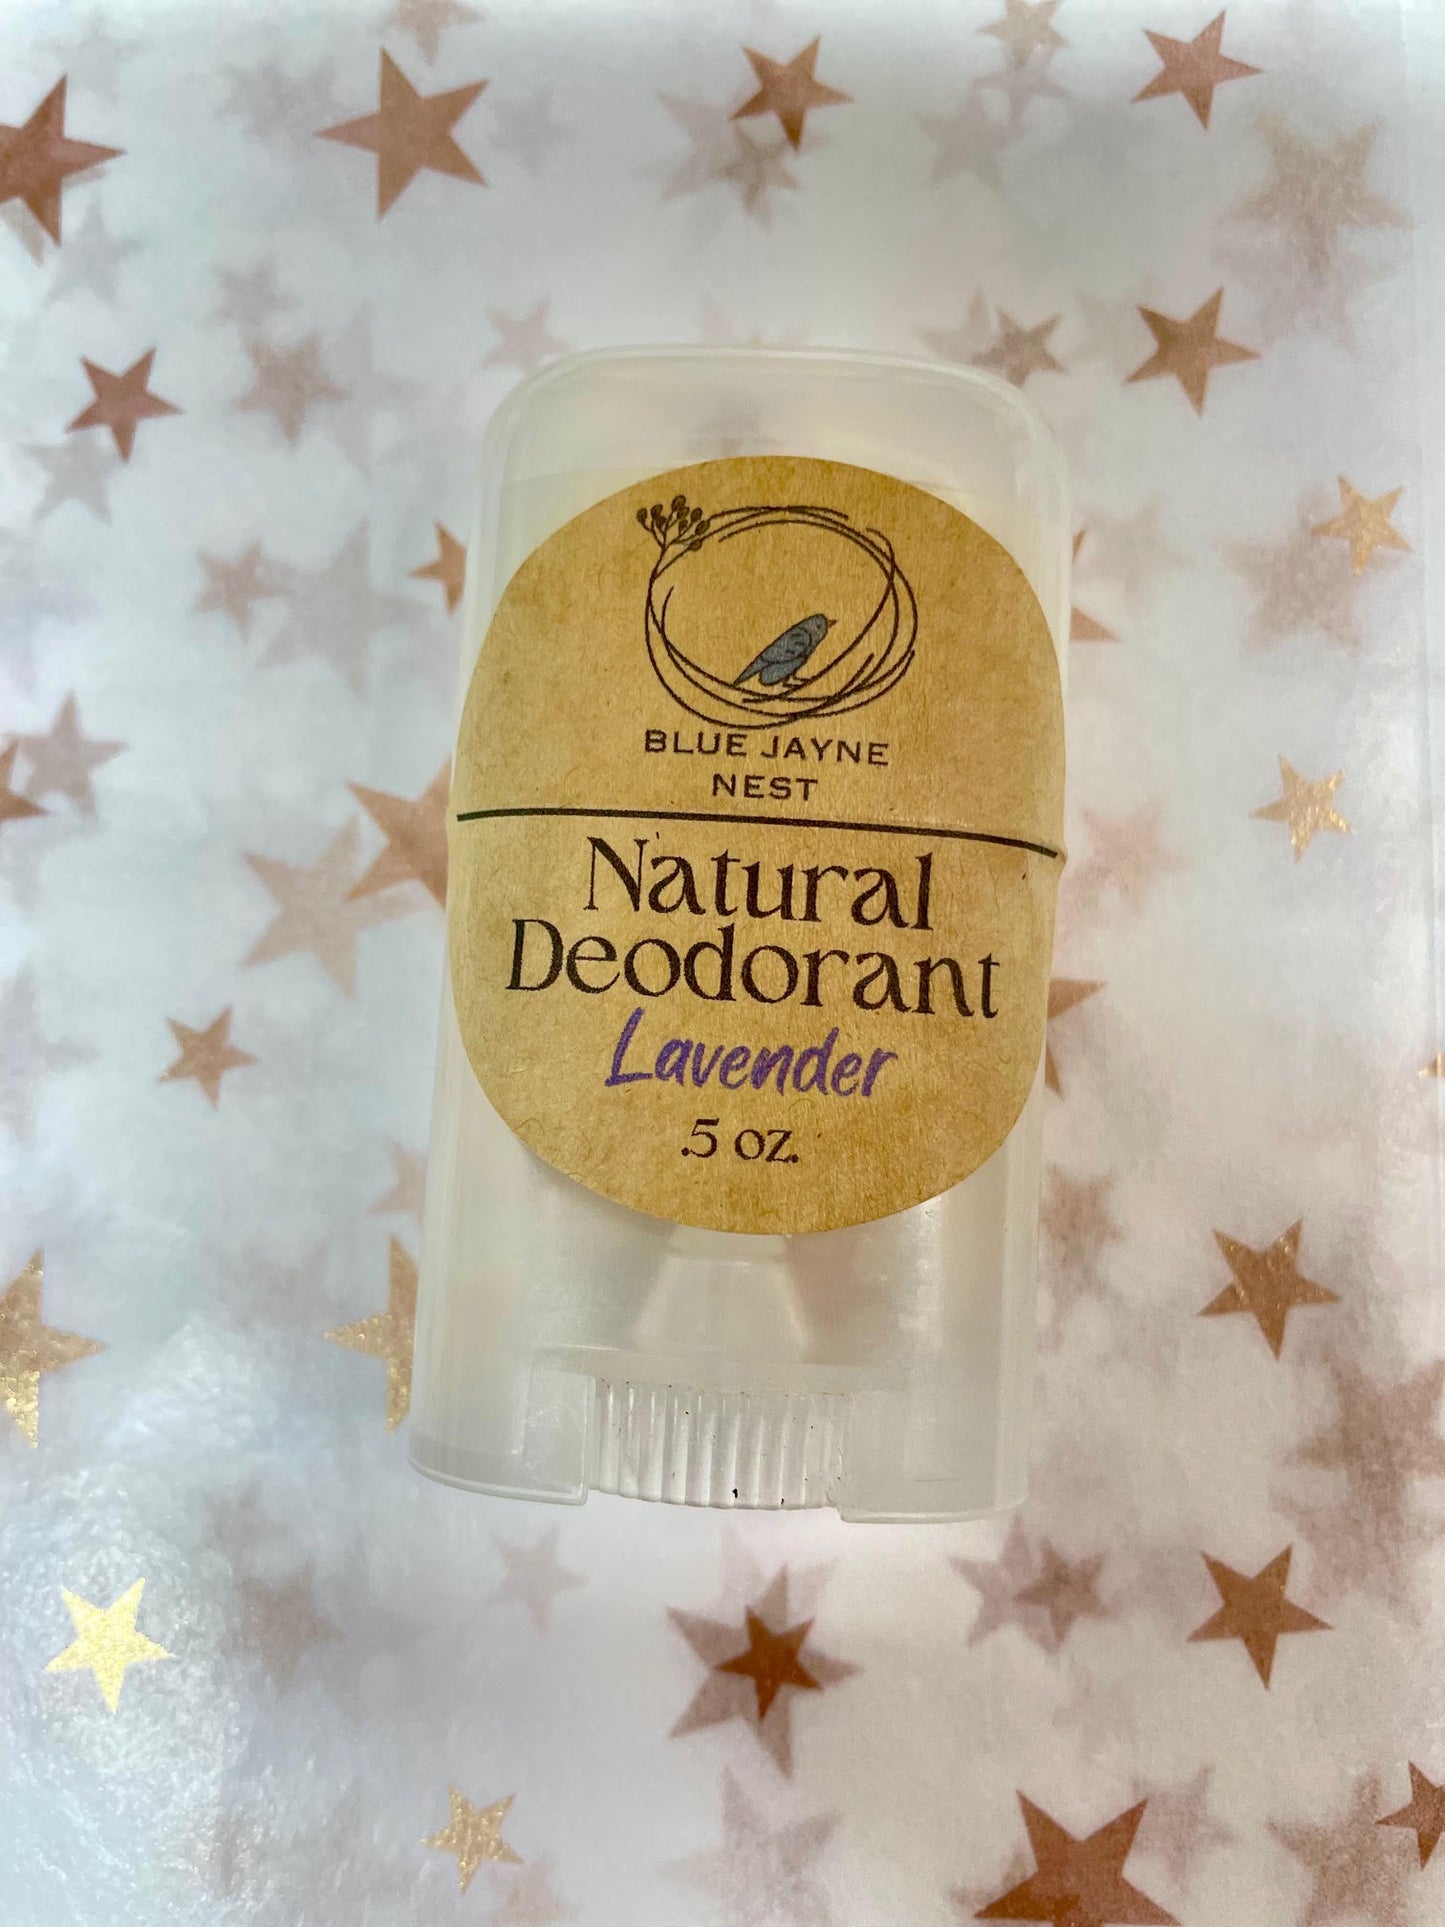 BLUE JAYNE
NEST
Natural
Deodorant
Lavender
.5 oz.